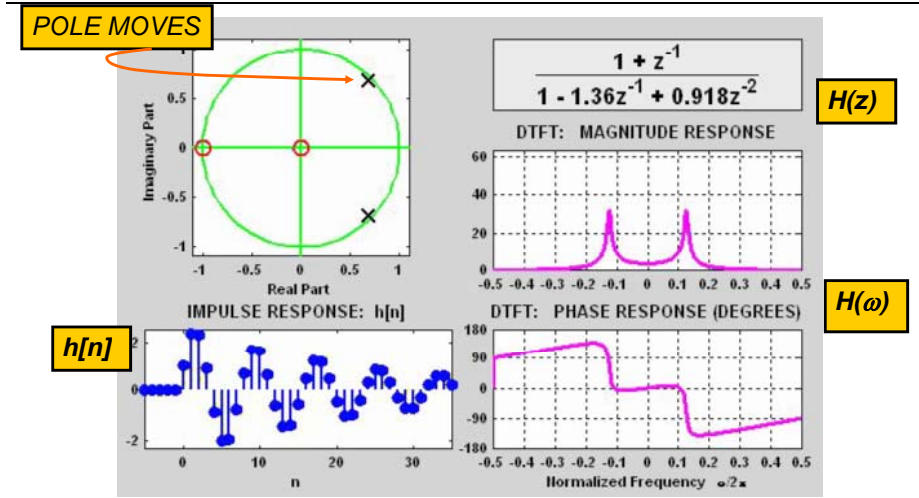 POLE MOVES
1
0.5
0
-0.5
-1
Imaginary Part
-1 -0.5 0 0.5 1
Real Part
1 + z^-1
1 - 1.36z^-1 + 0.918z^-2
H(z)
DTFT: MAGNITUDE RESPONSE
60
40
20
0
-0.5 -0.4 -0.3 -0.2 -0.1 0 0.1 0.2 0.3 0.4 0.5
IMPULSE RESPONSE: h[n]
h[n]
2
0
-2
0 10 20 30
n
DTFT: PHASE RESPONSE (DEGREES)
H(ω)
180
90
0
-90
-180
-0.5 -0.4 -0.3 -0.2 -0.1 0 0.1 0.2 0.3 0.4 0.5
Normalized Frequency ω/2π